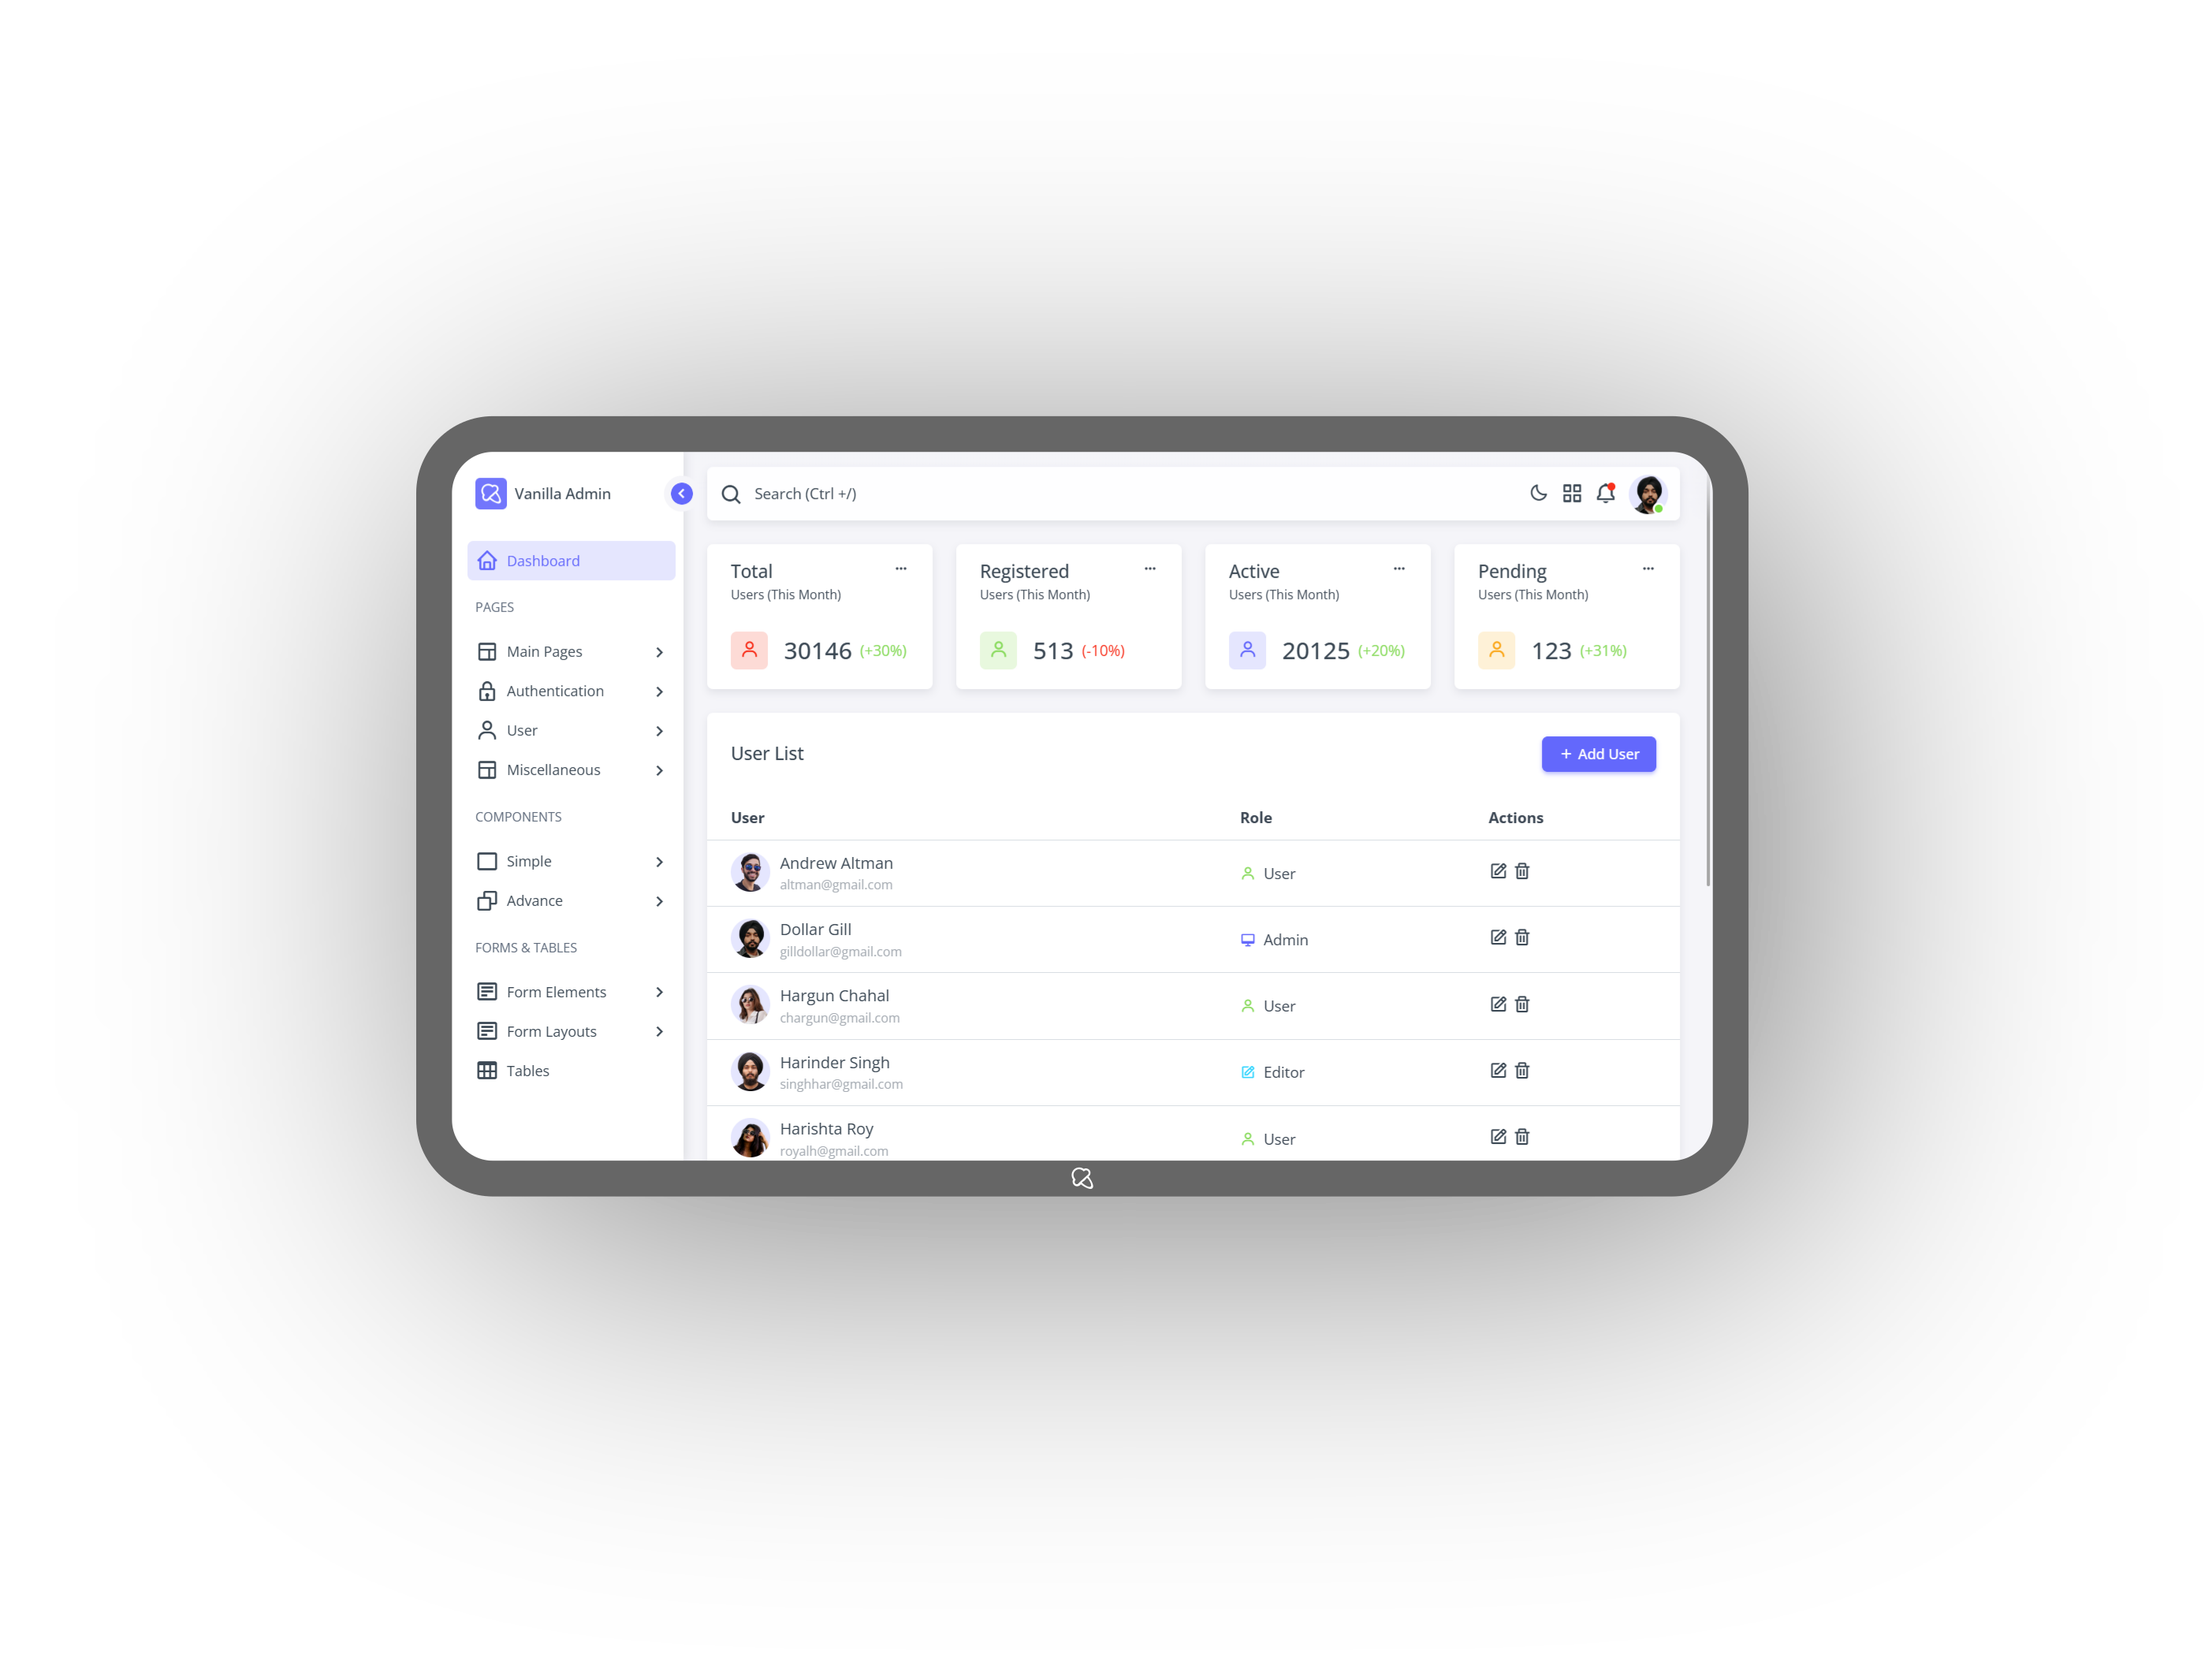 Vanilla Admin
Dashboard
PAGES
Main Pages
Authentication
User
Miscellaneous
COMPONENTS
Simple
Advance
FORMS & TABLES
Form Elements
Form Layouts
Tables
Search (Ctrl +/)
Total
Users (This Month)
30146 (+30%)
Registered
Users (This Month)
513 (-10%)
Active
Users (This Month)
20125 (+20%)
Pending
Users (This Month)
123 (+31%)
User List
+ Add User
User Role Actions
Andrew Altman
altman@gmail.com
User
Dollar Gill
gilldollar@gmail.com
Admin
Hargun Chahal
chargun@gmail.com
User
Harinder Singh
singhhar@gmail.com
Editor
Harishta Roy
royalh@gmail.com
User